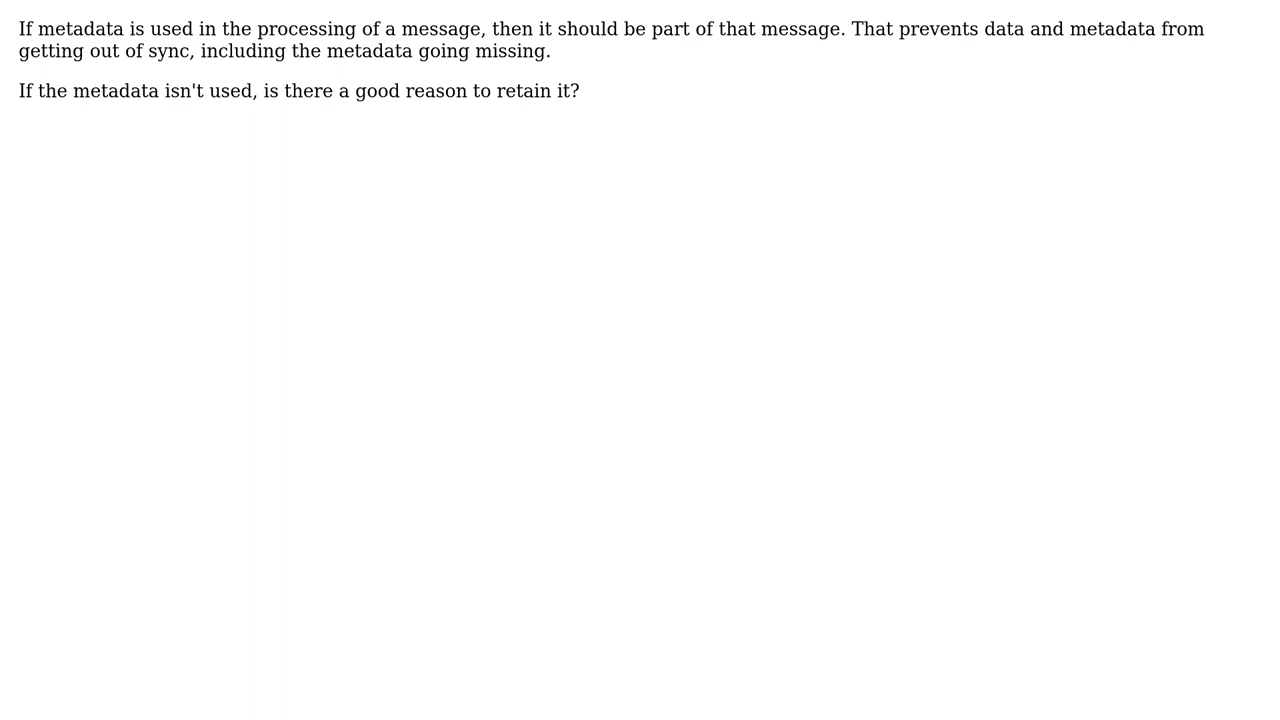 If metadata is used in the processing of a message, then it should be part of that message. That prevents data and metadata from
getting out of sync, including the metadata going missing.
If the metadata isn't used, is there a good reason to retain it?